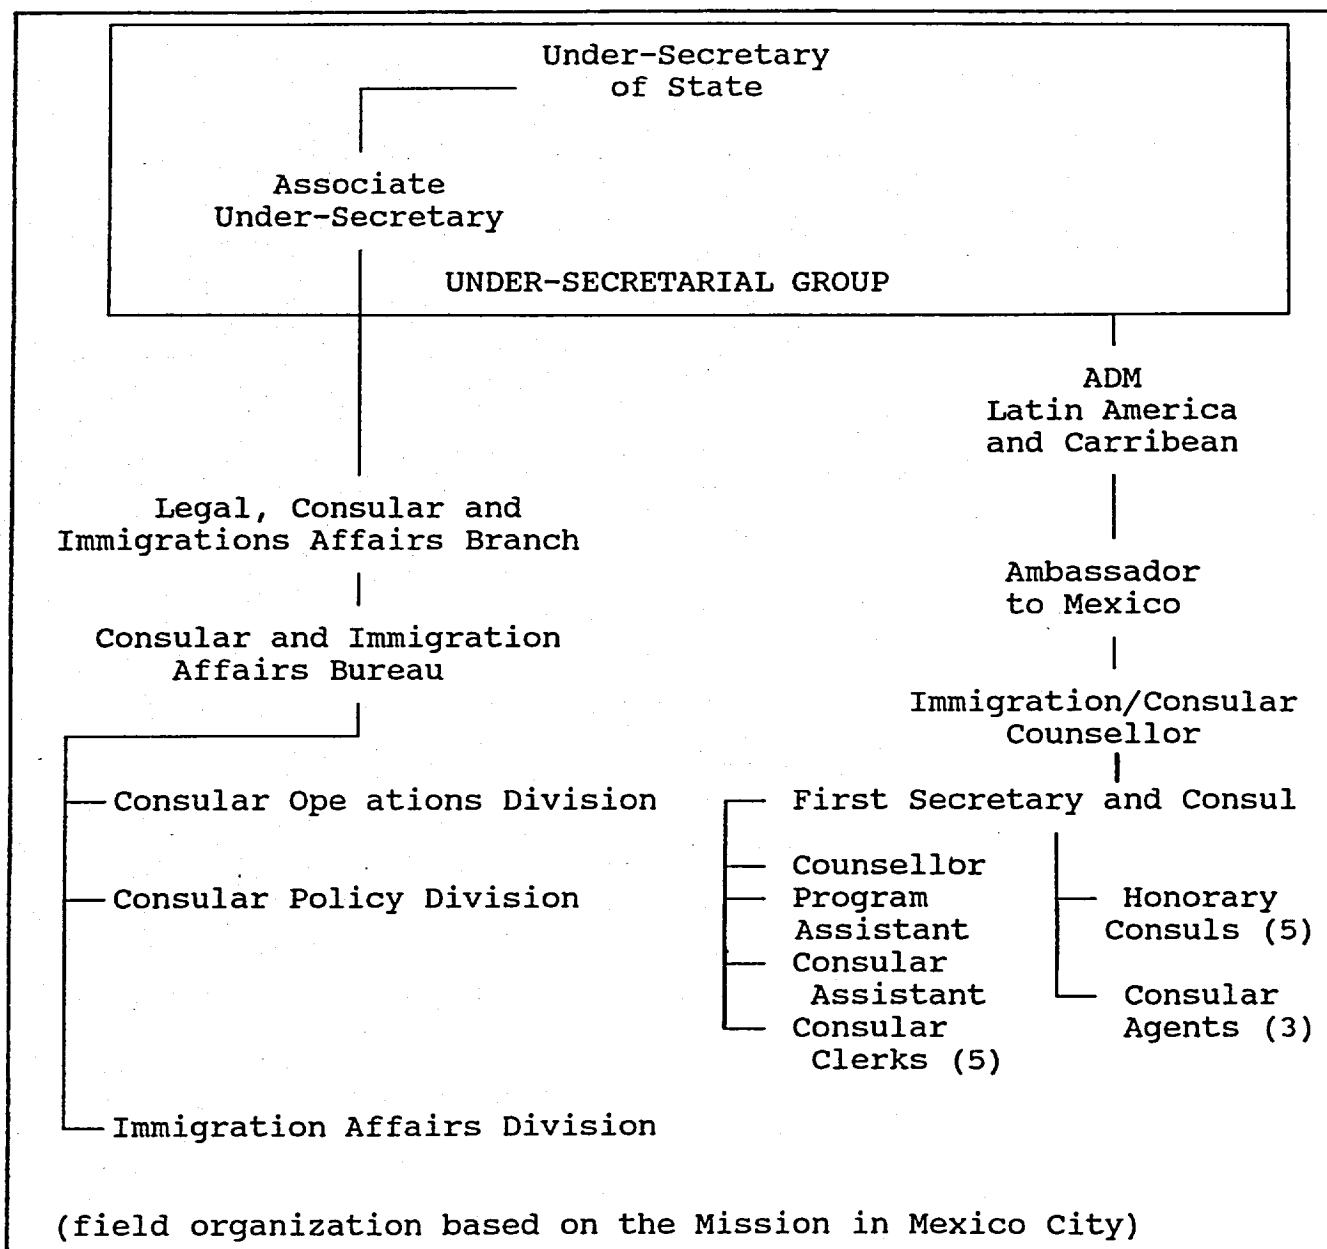 Under-Secretary
of State
Associate
Under-Secretary
UNDER-SECRETARIAL GROUP
ADM
Latin America
and Carribean
Legal, Consular and
Immigrations Affairs Branch
Ambassador
to Mexico
Consular and Immigration
Affairs Bureau
Immigration/Consular
Counsellor
Consular Ope ations Division
Consular Policy Division
Immigration Affairs Division
First Secretary and Consul
Counsellor
Program
Assistant
Consular
Assistant
Consular
Clerks (5)
Honorary
Consuls (5)
Consular
Agents (3)
(field organization based on the Mission in Mexico City)